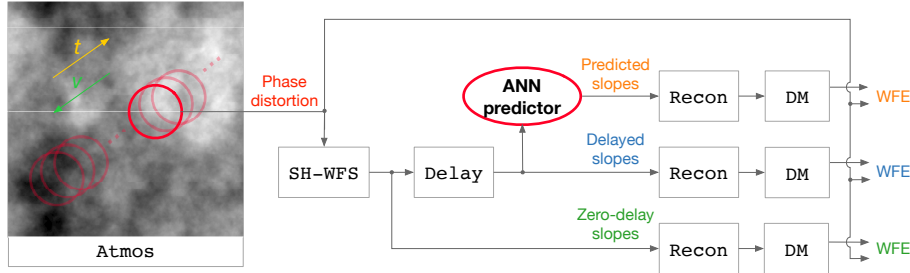 t
v
Atmos
Phase
distortion
SH-WFS
Delay
ANN
predictor
Predicted
slopes
Recon
DM
WFE
Delayed
slopes
Recon
DM
WFE
Zero-delay
slopes
Recon
DM
WFE